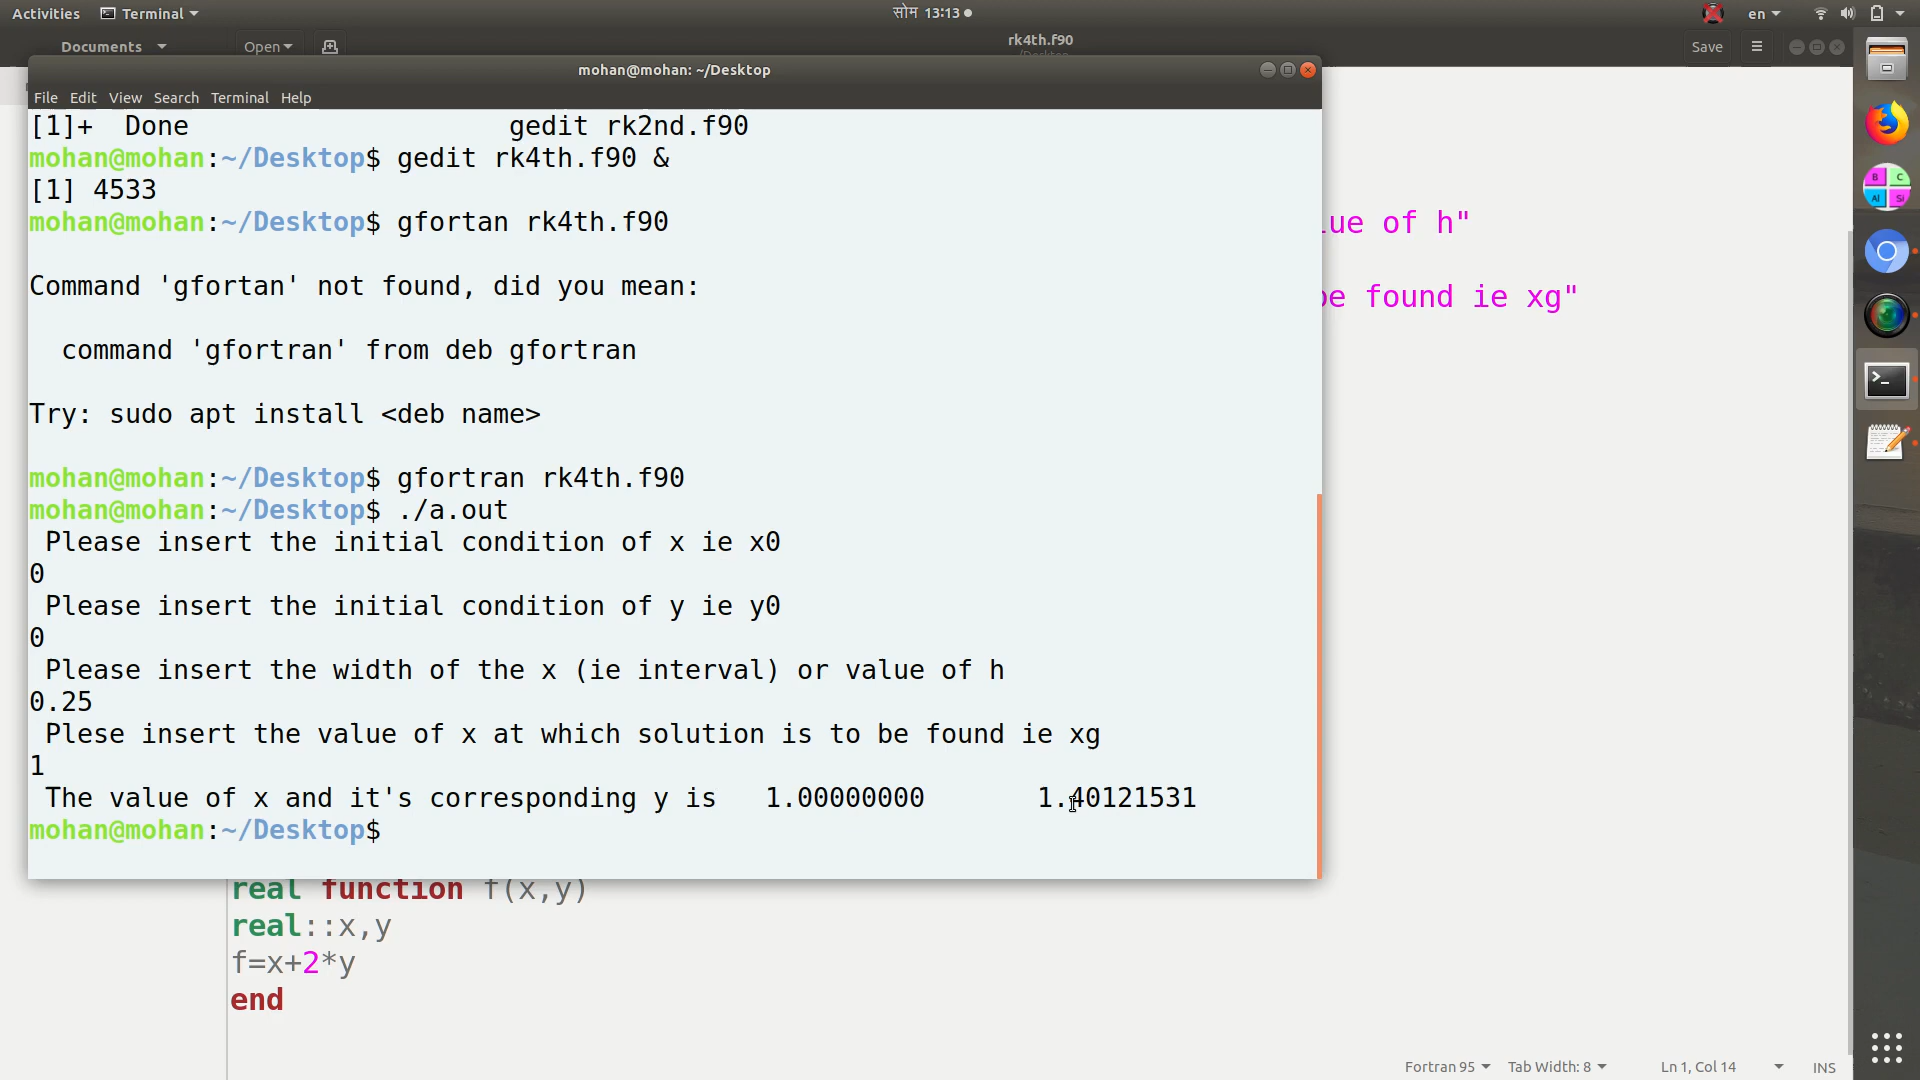 Activities Terminal सोम 13:13 en
Documents Open rk4th.f90 Save
mohan@mohan: ~/Desktop
File Edit View Search Terminal Help
[1]+ Done gedit rk2nd.f90
mohan@mohan:~/Desktop$ gedit rk4th.f90 &
[1] 4533
mohan@mohan:~/Desktop$ gfortan rk4th.f90
lue of h"
Command 'gfortan' not found, did you mean:
be found ie xg"
command 'gfortran' from deb gfortran
Try: sudo apt install <deb name>
mohan@mohan:~/Desktop$ gfortran rk4th.f90
mohan@mohan:~/Desktop$ ./a.out
Please insert the initial condition of x ie x0
0
Please insert the initial condition of y ie y0
0
Please insert the width of the x (ie interval) or value of h
0.25
Plese insert the value of x at which solution is to be found ie xg
1
The value of x and it's corresponding y is 1.00000000 1.40121531
mohan@mohan:~/Desktop$
real function f(x,y)
real::x,y
f=x+2*y
end
Fortran 95 Tab Width: 8 Ln 1, Col 14 INS